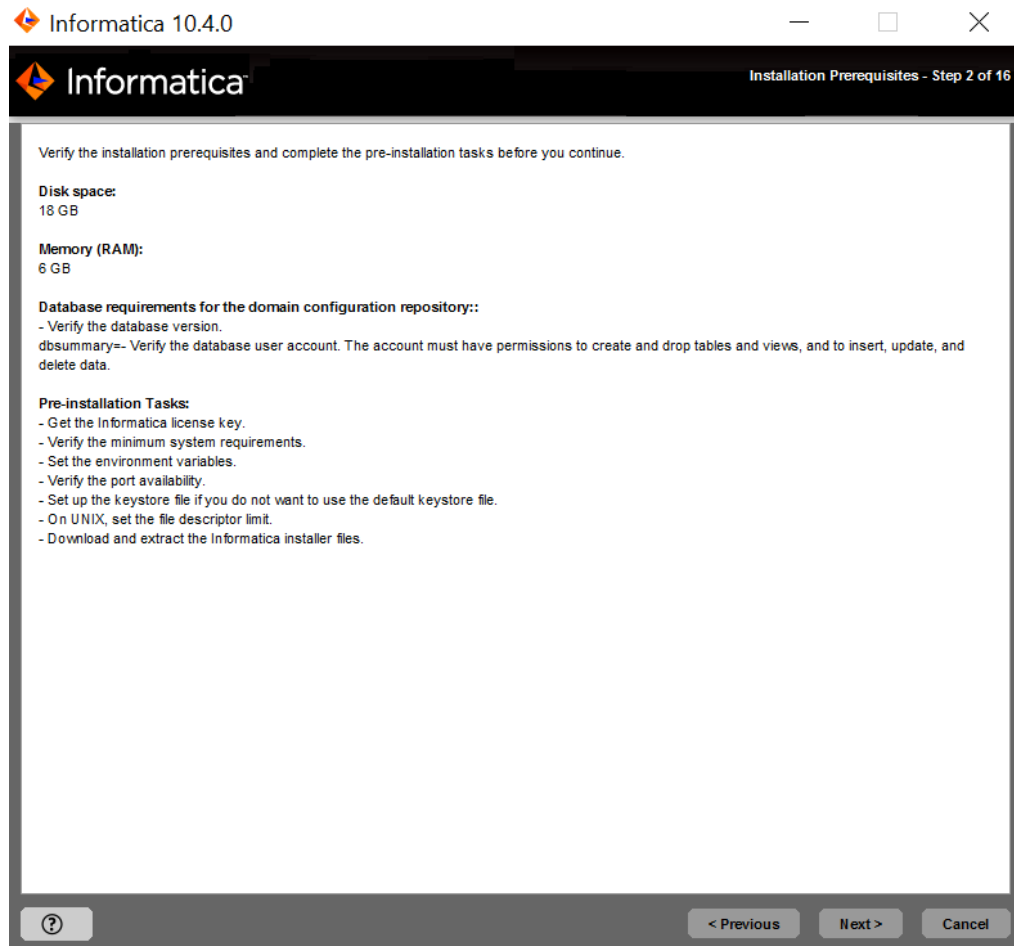 Informatica 10.4.0
Informatica
Installation Prerequisites - Step 2 of 16
Verify the installation prerequisites and complete the pre-installation tasks before you continue.
Disk space:
18 GB
Memory (RAM):
6 GB
Database requirements for the domain configuration repository::
- Verify the database version.
dbsummary=- Verify the database user account. The account must have permissions to create and drop tables and views, and to insert, update, and
delete data.
Pre-installation Tasks:
- Get the Informatica license key.
- Verify the minimum system requirements.
- Set the environment variables.
- Verify the port availability.
- Set up the keystore file if you do not want to use the default keystore file.
- On UNIX, set the file descriptor limit.
- Download and extract the Informatica installer files.
?
< Previous
Next >
Cancel